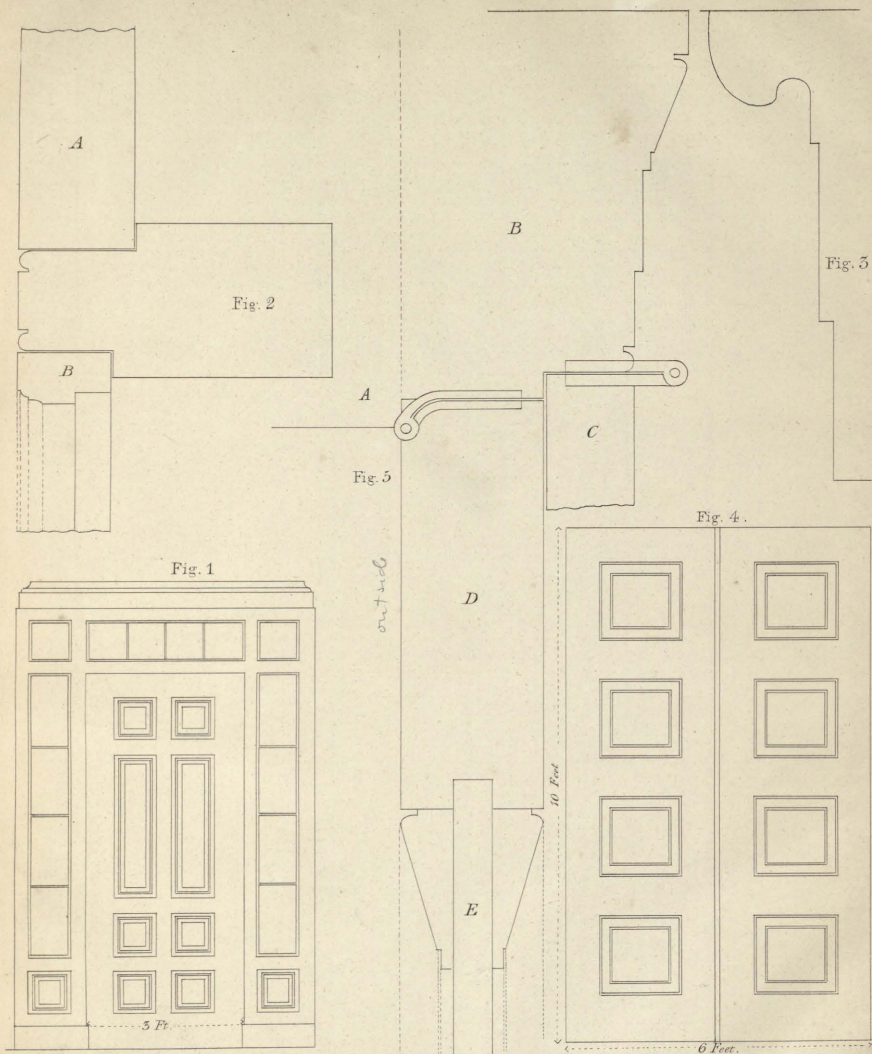 A
B
Fig. 3
Fig. 2
B
A
C
Fig. 5
Fig. 4.
Fig. 1
outside
D
10 Feet
E
3 Ft.
6 Feet.